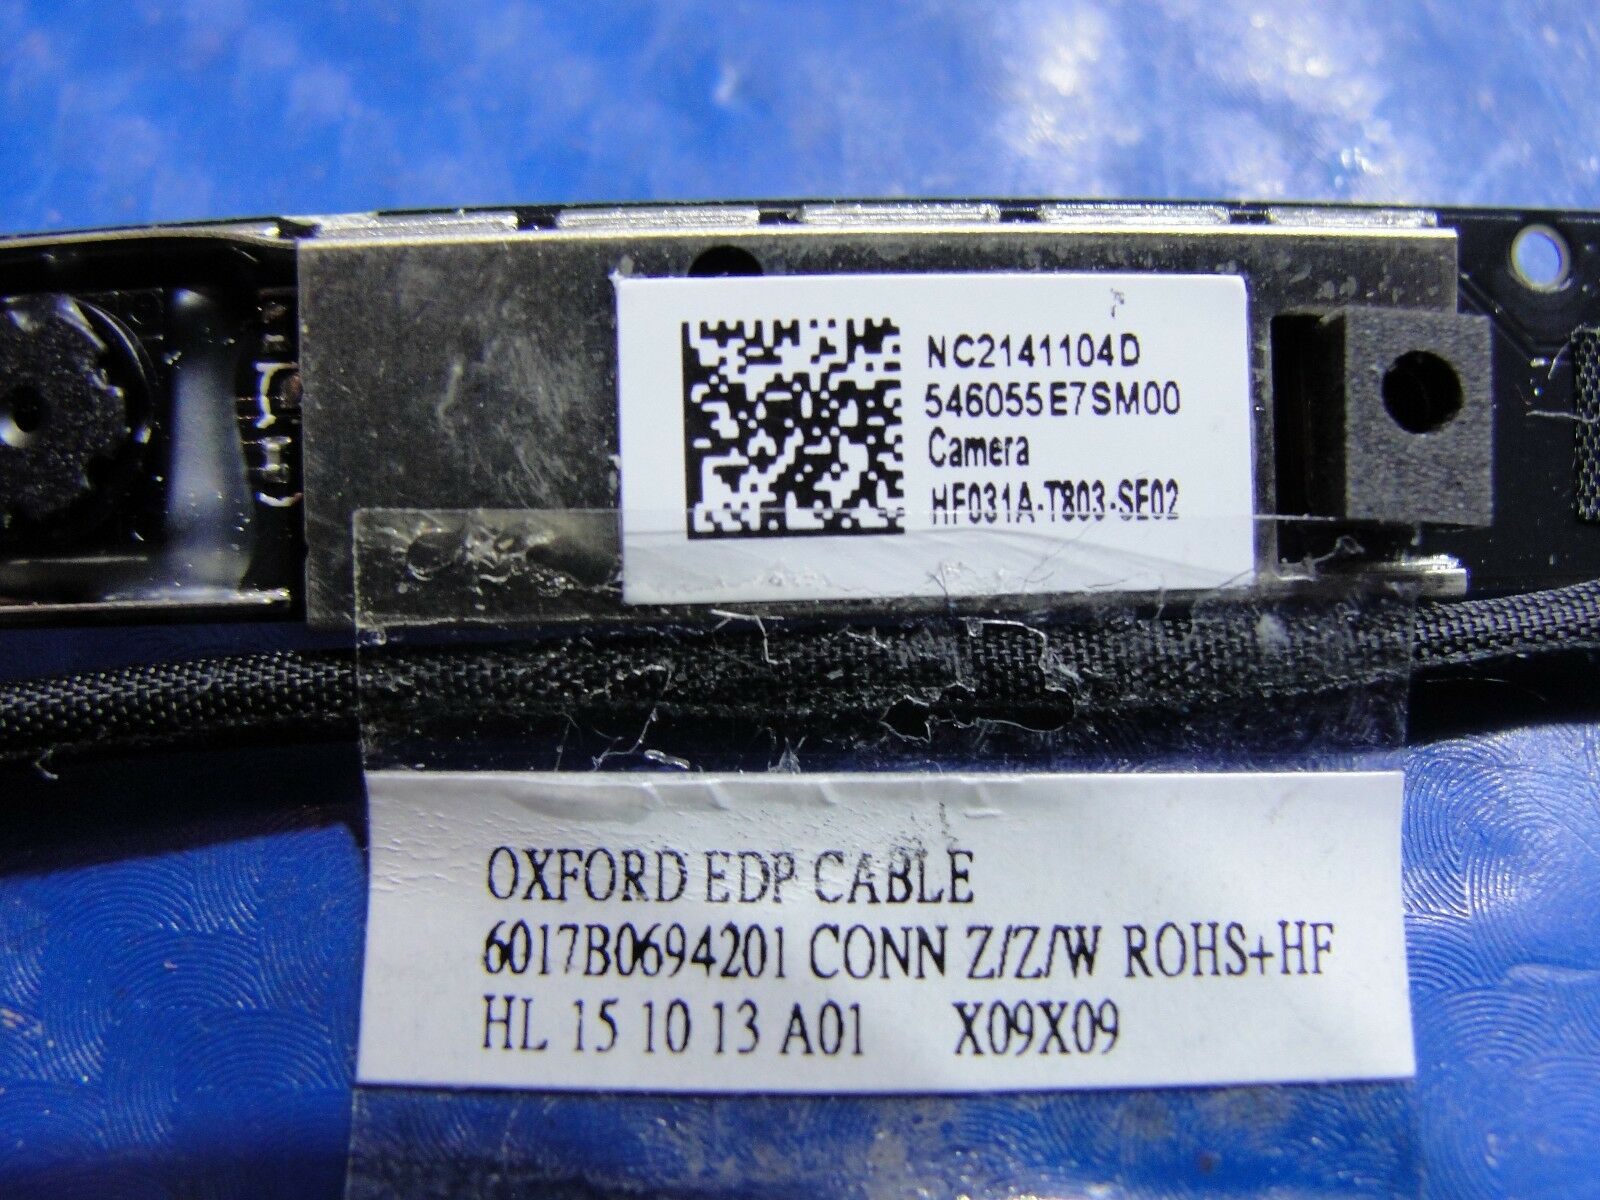 NC2141104D
546055E7SM00
Camera
HF031A-T803-SE02
OXFORD EDP CABLE
6017B0694201 CONN Z/Z/W ROHS+HF
HL 15 10 13 A01 X09X09